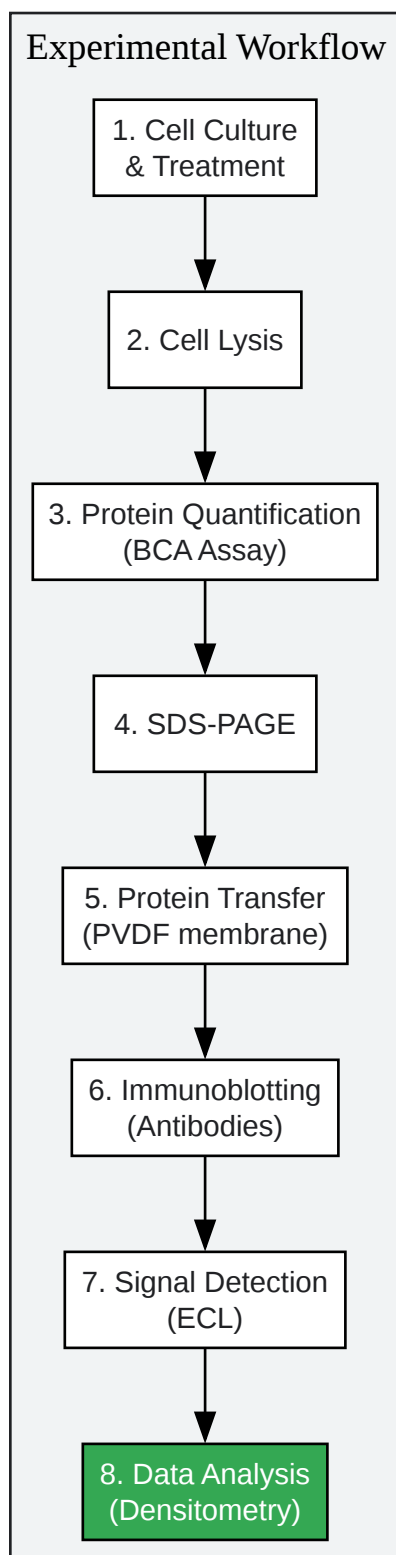 Experimental Workflow
1. Cell Culture
& Treatment
2. Cell Lysis
3. Protein Quantification
(BCA Assay)
4. SDS-PAGE
5. Protein Transfer
(PVDF membrane)
6. Immunoblotting
(Antibodies)
7. Signal Detection
(ECL)
8. Data Analysis
(Densitometry)